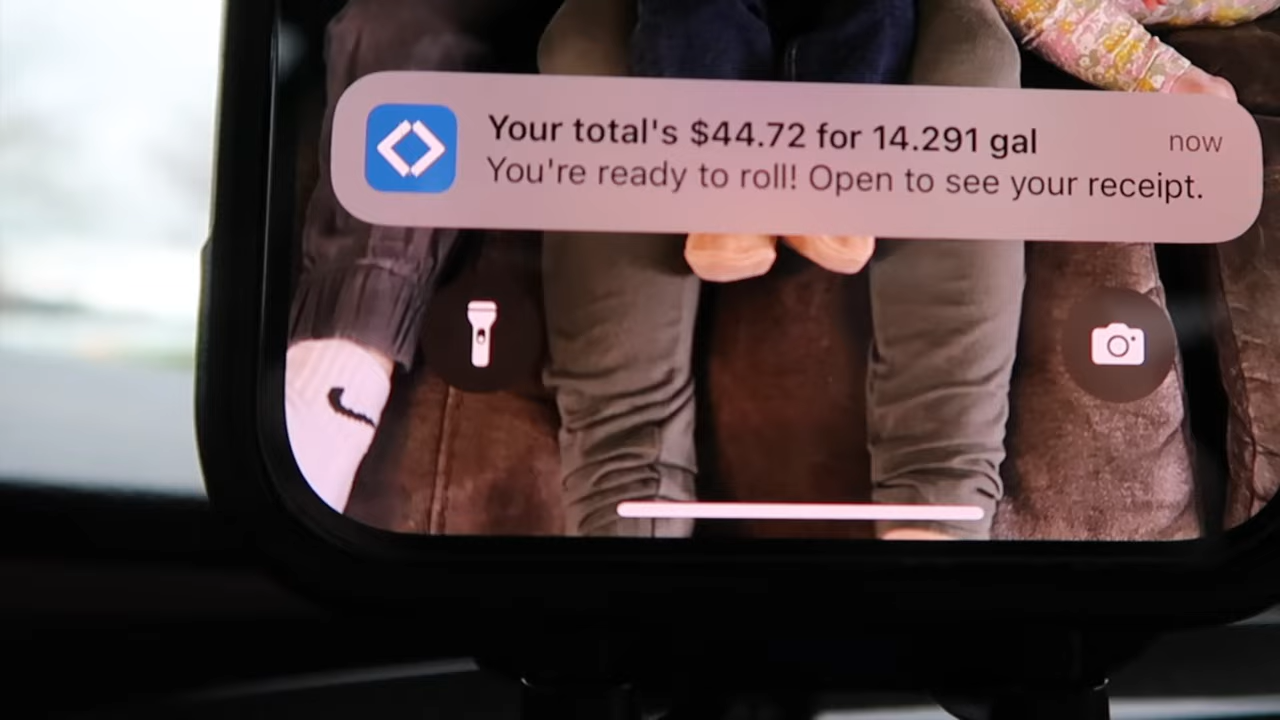 Your total's $44.72 for 14.291 gal
now
You're ready to roll! Open to see your receipt.